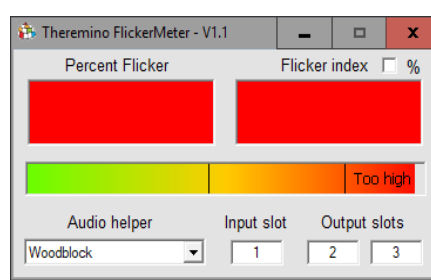 Theremino FlickerMeter - V1.1
Percent Flicker Flicker index %
Too high
Audio helper Input slot Output slots
Woodblock 1 2 3